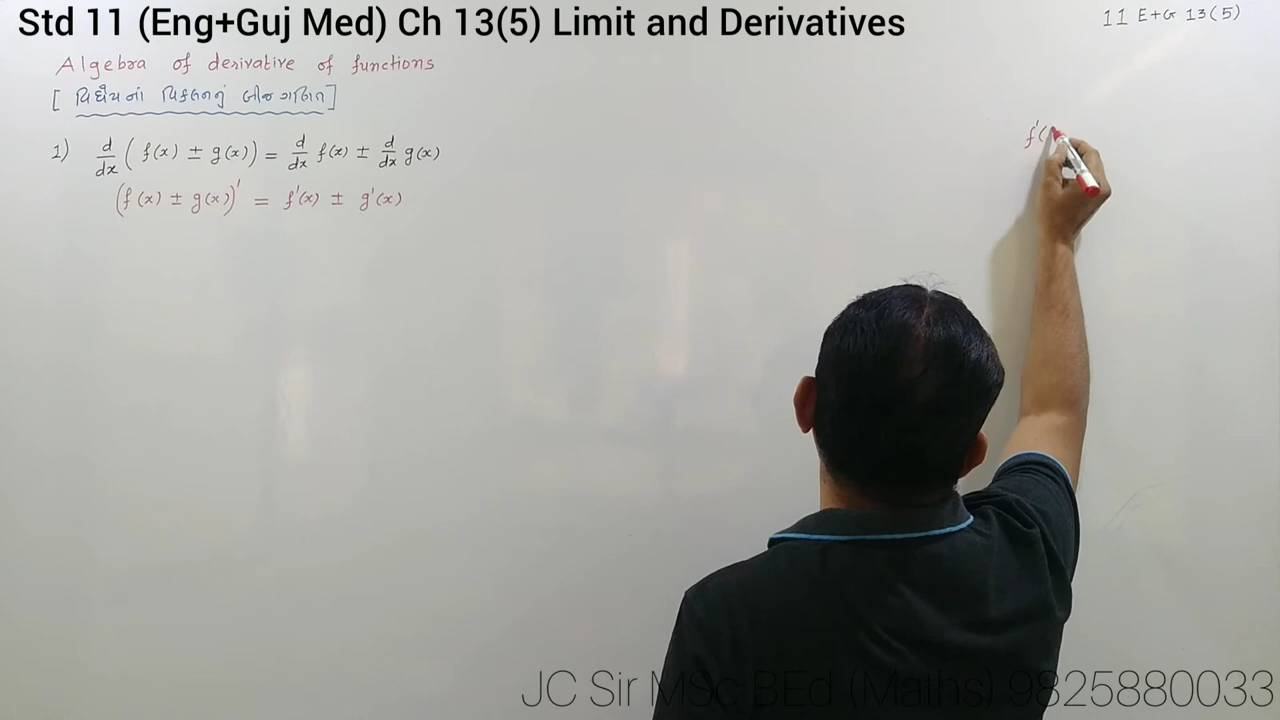 Std 11 (Eng+Guj Med) Ch 13(5) Limit and Derivatives
11 E+G 13(5)
Algebra of derivative of functions
[ વિધેયના વિકલનનું બીજગણિત ]
1) d/dx ( f(x) ± g(x) ) = d/dx f(x) ± d/dx g(x)
( f(x) ± g(x) )' = f'(x) ± g'(x)
f'(
JC Sir MSc BEd (Maths) 9825880033